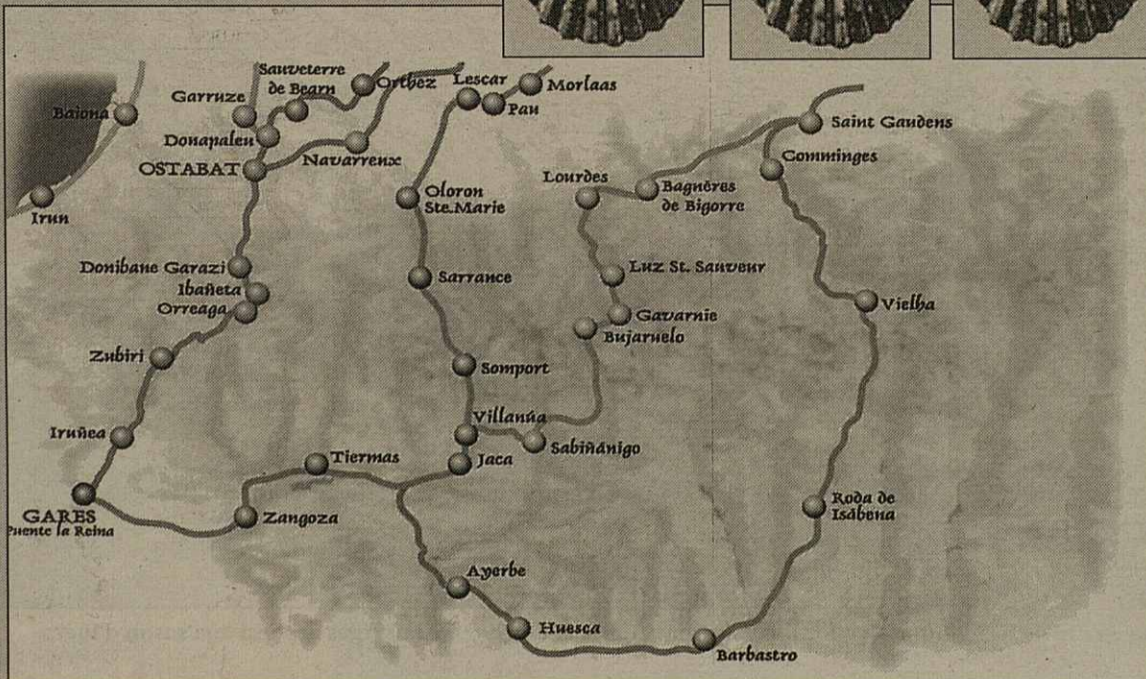 Sauveterre
de Bearn
Orthez
Lescar
Morlaas
Garruze
Pau
Baiona
Saint Gaudens
Donapaleu
Navarrenx
Comminges
OSTABAT
Lourdes
Bagnères
de Bigorre
Oloron
Ste.Marie
Irun
Donibane Garazi
Sarrance
Luz St. Sauveur
Ibañeta
Orreaga
Vielha
Gavarnie
Bujaruelo
Zubiri
Somport
Villanúa
Iruñea
Sabiñánigo
Tiermas
Jaca
GARES
Puente la Reina
Zangoza
Roda de
Isábena
Ayerbe
Huesca
Barbastro